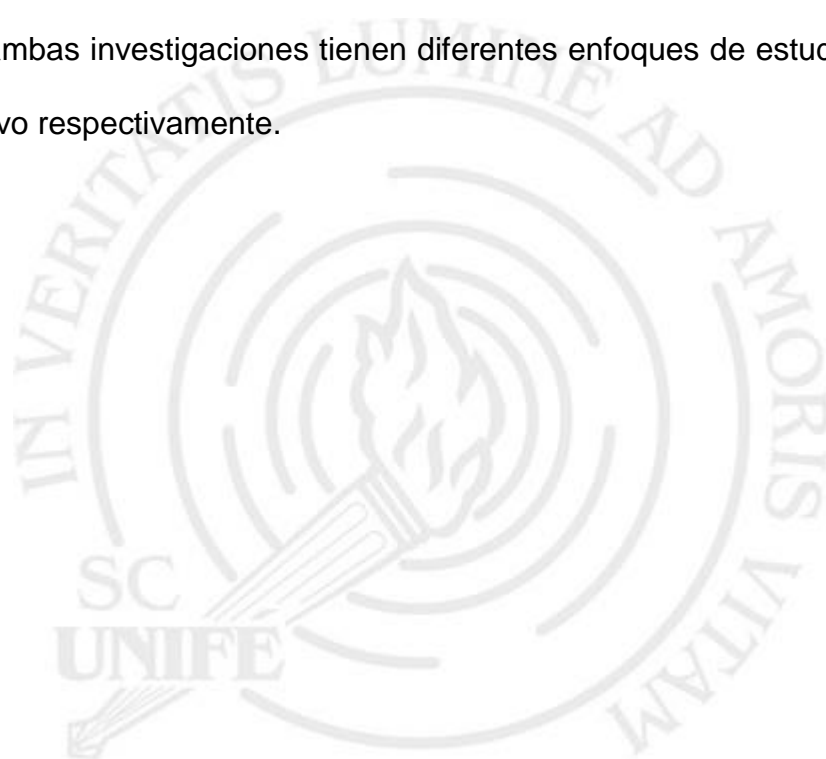 ambas investigaciones tienen diferentes enfoques de estud
vo respectivamente.
IN VERITATIS LUMINE AD AMORIS VITAM
SC
UNIFE